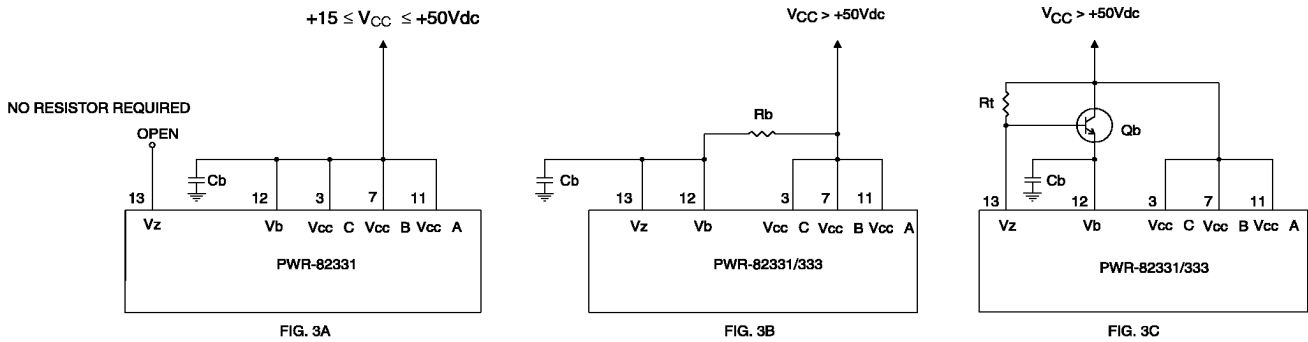 +15 ≤ VCC ≤ +50Vdc
NO RESISTOR REQUIRED
OPEN
Cb
13
12
3
7
11
Vz
Vb
Vcc
C
Vcc
B
Vcc
A
PWR-82331
FIG. 3A
VCC > +50Vdc
Rb
Cb
13
12
3
7
11
Vz
Vb
Vcc
C
Vcc
B
Vcc
A
PWR-82331/333
FIG. 3B
VCC > +50Vdc
Rt
Qb
Cb
13
12
3
7
11
Vz
Vb
Vcc
C
Vcc
B
Vcc
A
PWR-82331/333
FIG. 3C